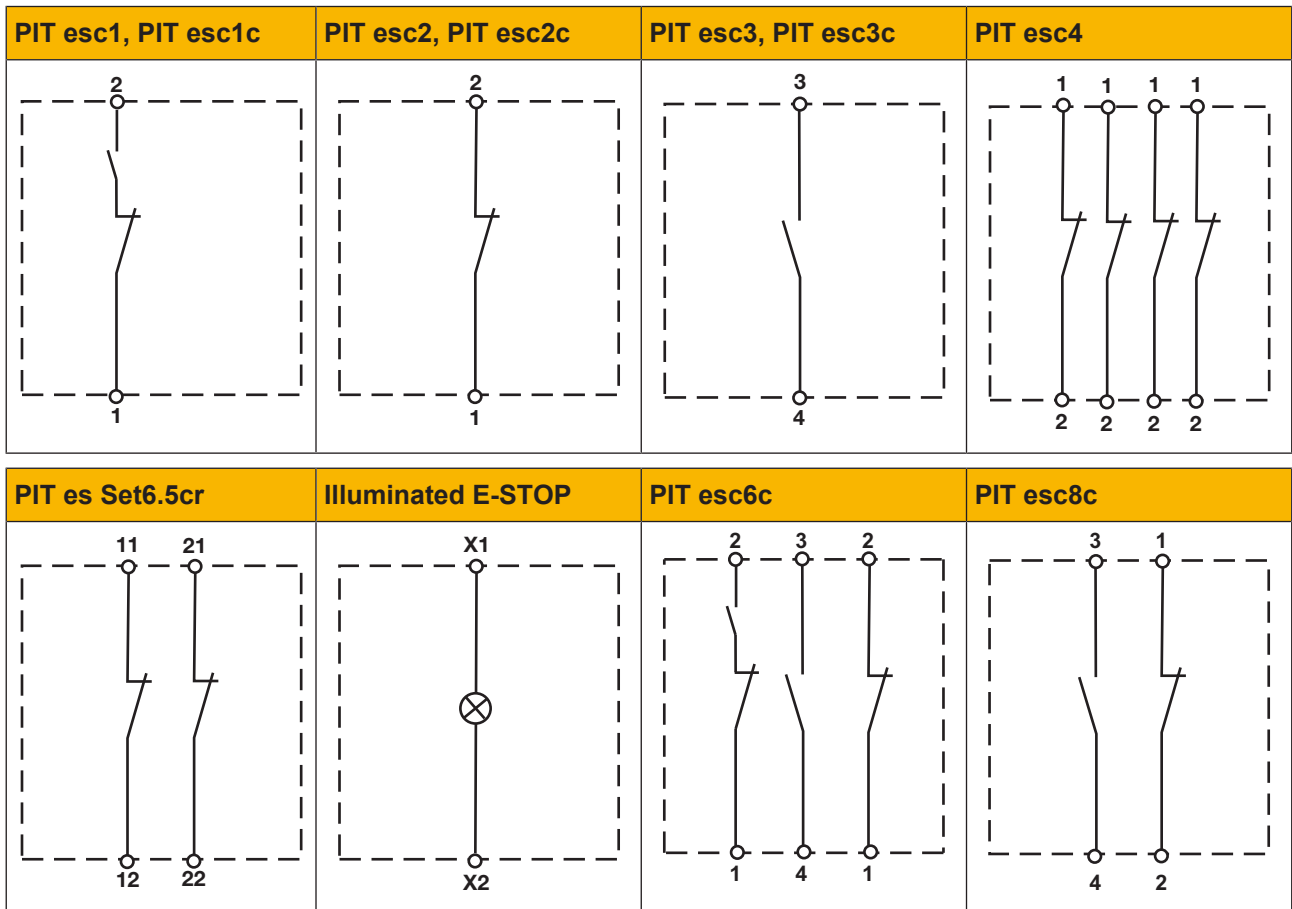 PIT esc1, PIT esc1c
PIT esc2, PIT esc2c
PIT esc3, PIT esc3c
PIT esc4
2
1
2
1
3
4
1 1 1 1
2 2 2 2
PIT es Set6.5cr
Illuminated E-STOP
PIT esc6c
PIT esc8c
11 21
12 22
X1
X2
2 3 2
1 4 1
3 1
4 2